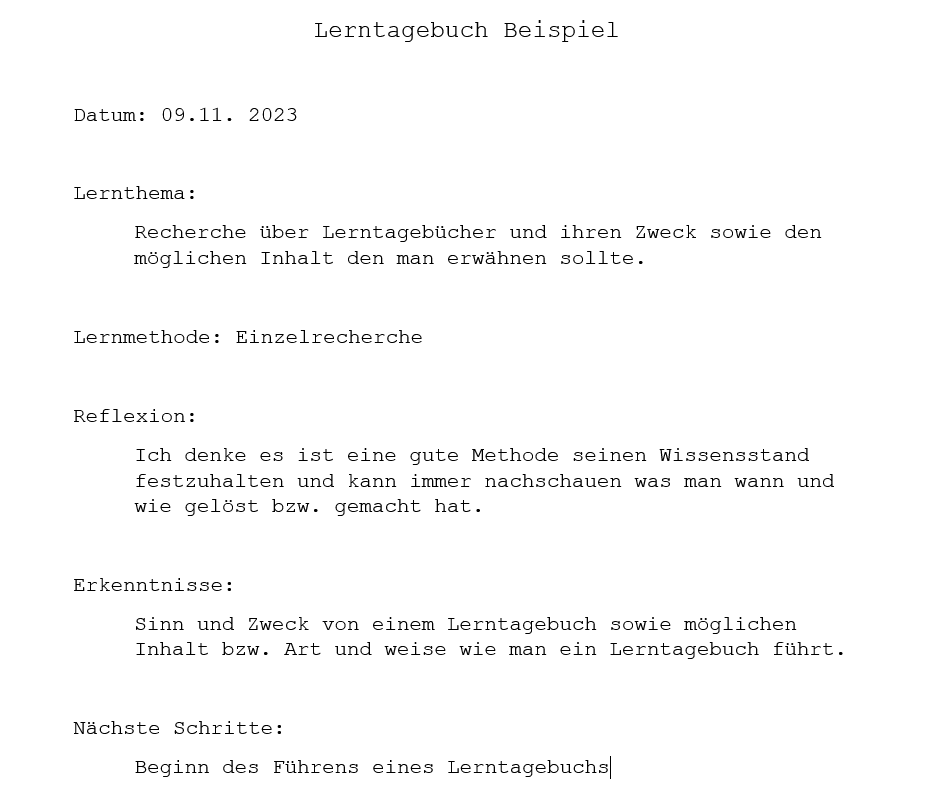 Lerntagebuch Beispiel
Datum: 09.11. 2023
Lernthema:
Recherche über Lerntagebücher und ihren Zweck sowie den
möglichen Inhalt den man erwähnen sollte.
Lernmethode: Einzelrecherche
Reflexion:
Ich denke es ist eine gute Methode seinen Wissensstand
festzuhalten und kann immer nachschauen was man wann und
wie gelöst bzw. gemacht hat.
Erkenntnisse:
Sinn und Zweck von einem Lerntagebuch sowie möglichen
Inhalt bzw. Art und weise wie man ein Lerntagebuch führt.
Nächste Schritte:
Beginn des Führens eines Lerntagebuchs